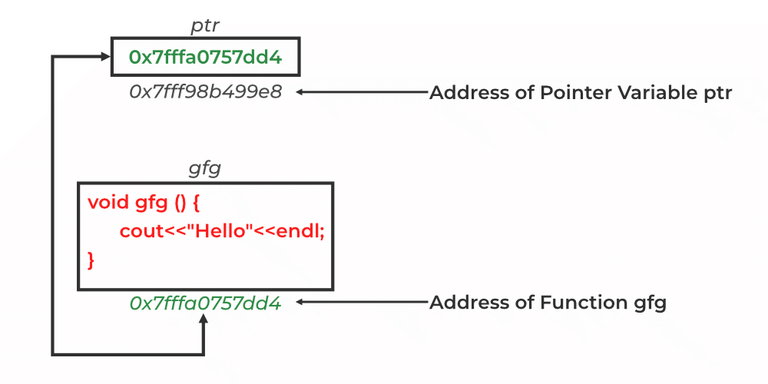 ptr
0x7fffa0757dd4
0x7fff98b499e8
Address of Pointer Variable ptr
gfg
void gfg () {
cout<<"Hello"<<endl;
}
0x7fffa0757dd4
Address of Function gfg